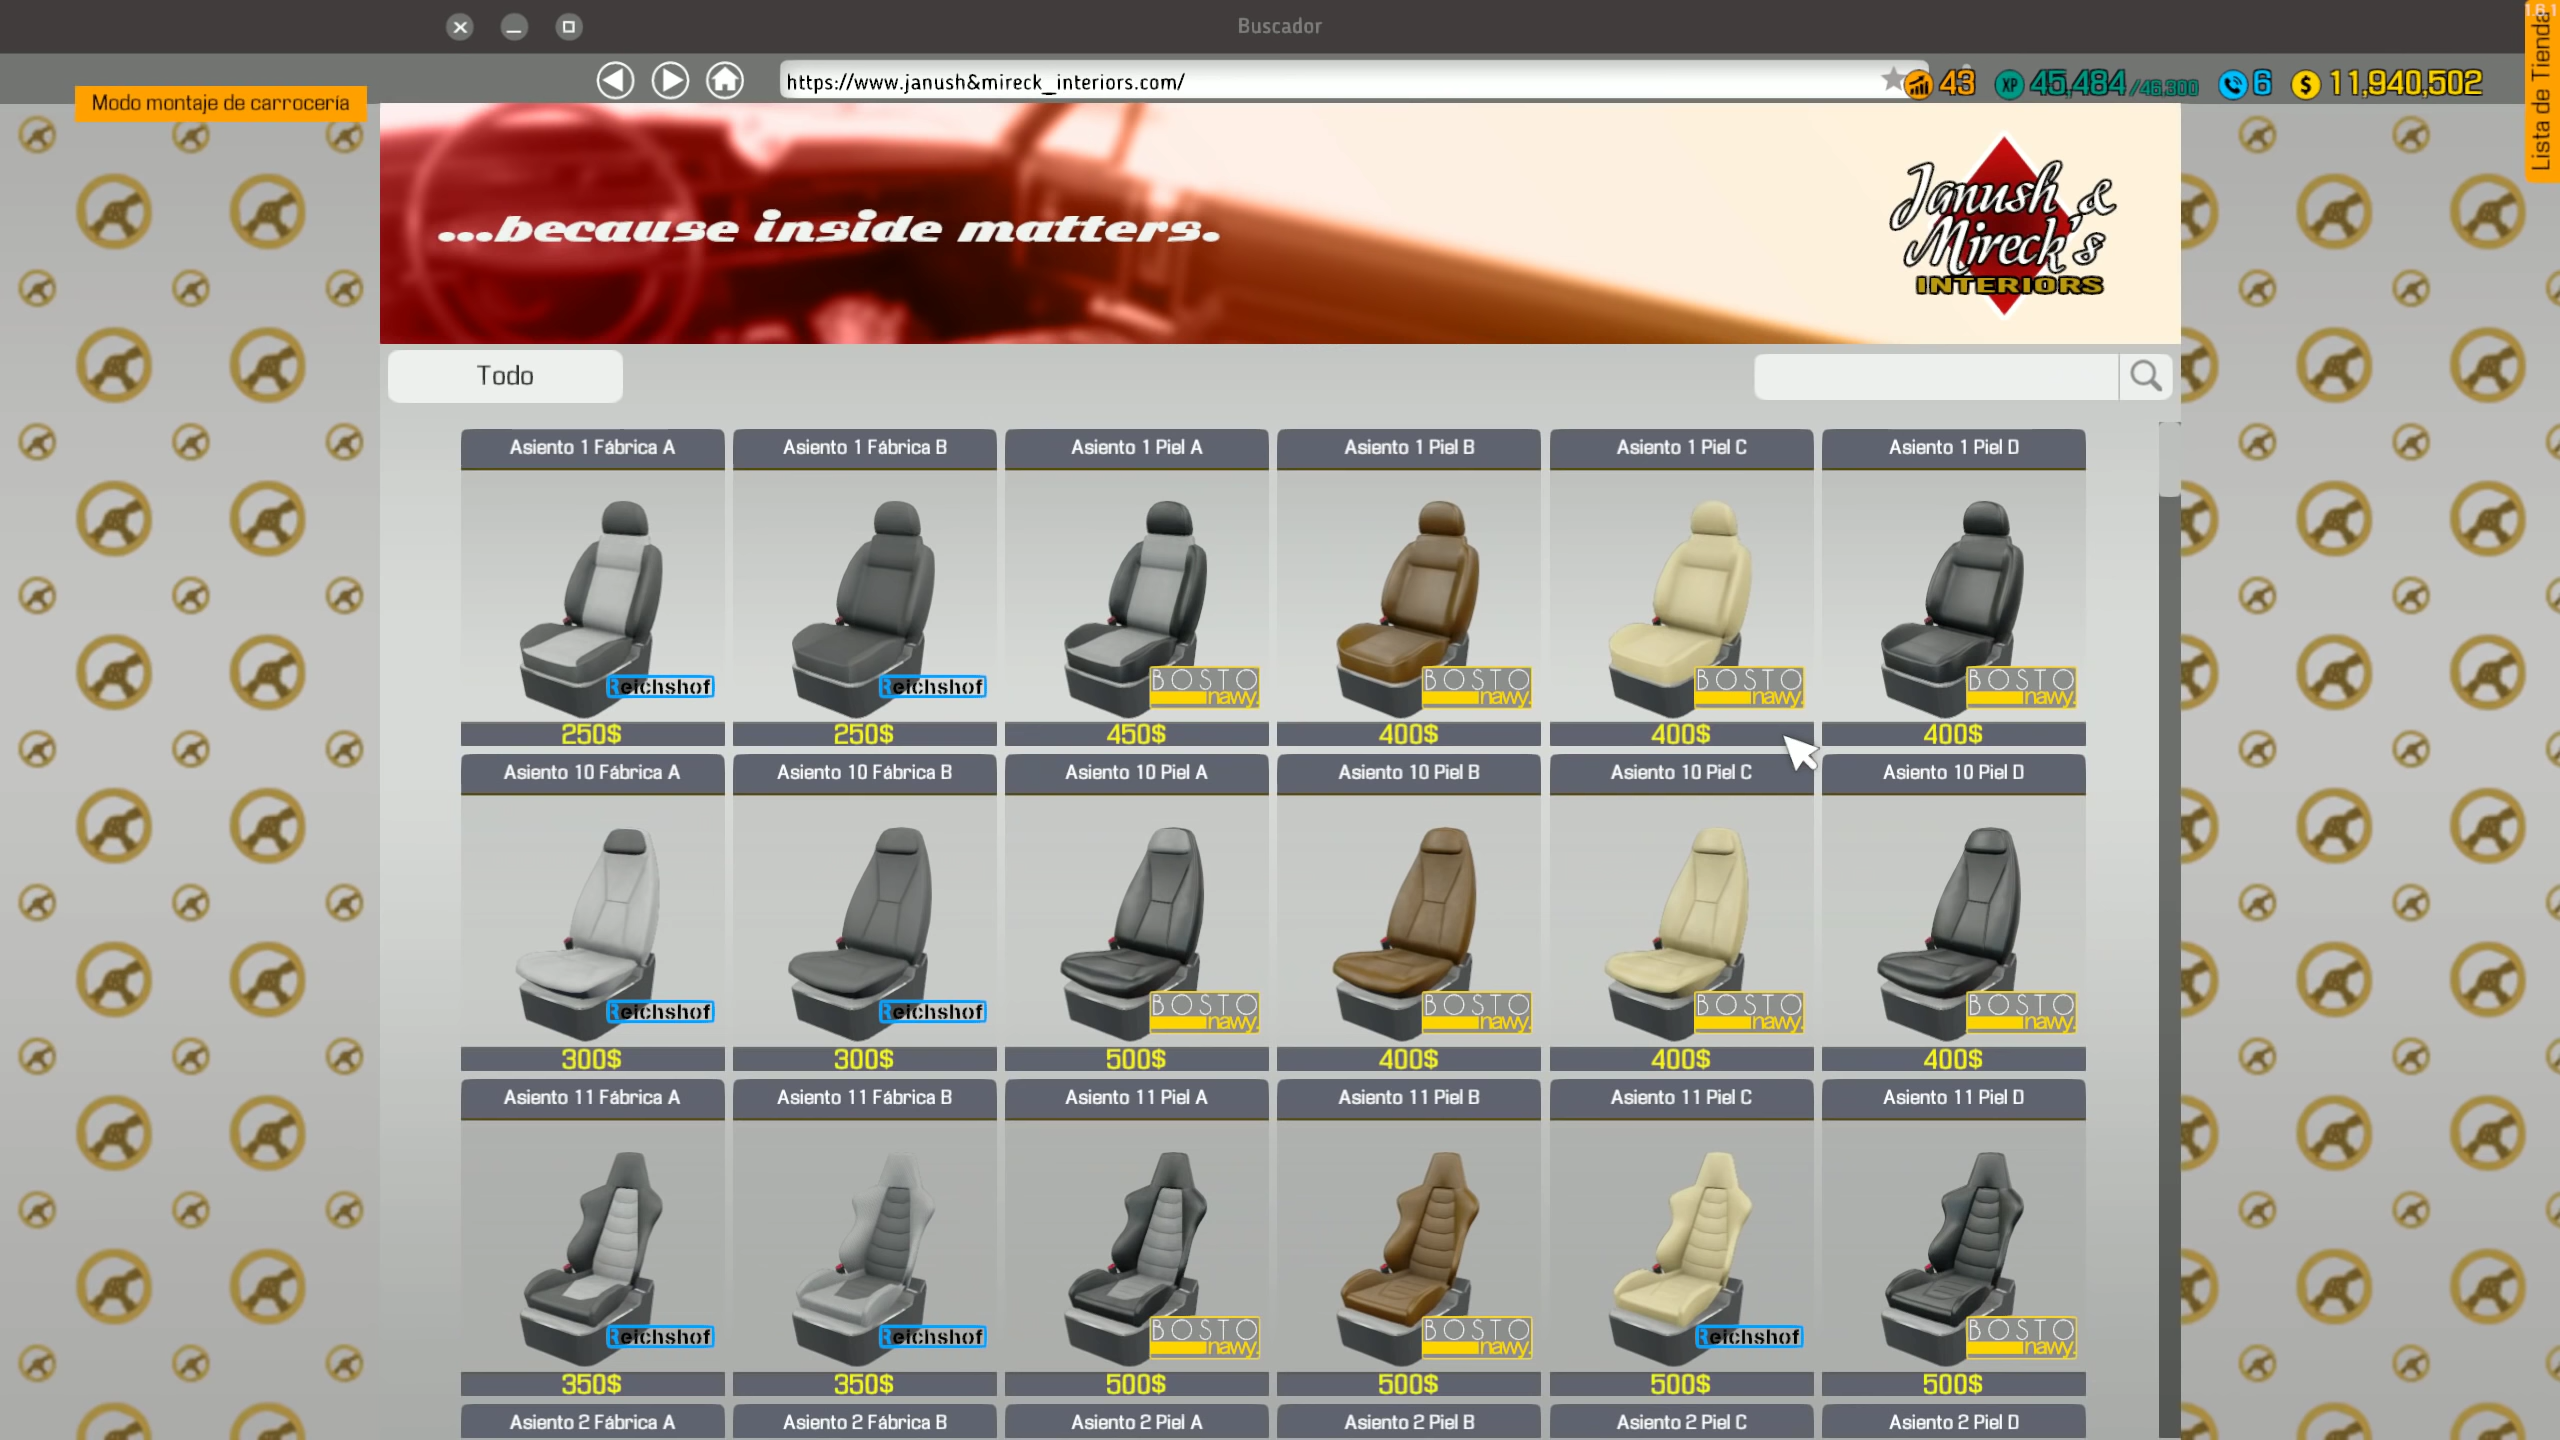 Buscador
1.6.1
Lista de Tienda
https://www.janush&mireck_interiors.com/
43
XP 45,484/46,300
6
$ 11,940,502
Modo montaje de carrocería
...because inside matters.
Janush &
Mireck's
INTERIORS
Todo
Asiento 1 Fábrica A
Asiento 1 Fábrica B
Asiento 1 Piel A
Asiento 1 Piel B
Asiento 1 Piel C
Asiento 1 Piel D
Reichshof
Reichshof
BOSTO nawy.
BOSTO nawy.
BOSTO nawy.
BOSTO nawy.
250$
250$
450$
400$
400$
400$
Asiento 10 Fábrica A
Asiento 10 Fábrica B
Asiento 10 Piel A
Asiento 10 Piel B
Asiento 10 Piel C
Asiento 10 Piel D
Reichshof
Reichshof
BOSTO nawy.
BOSTO nawy.
BOSTO nawy.
BOSTO nawy.
300$
300$
500$
400$
400$
400$
Asiento 11 Fábrica A
Asiento 11 Fábrica B
Asiento 11 Piel A
Asiento 11 Piel B
Asiento 11 Piel C
Asiento 11 Piel D
Reichshof
Reichshof
BOSTO nawy.
BOSTO nawy.
Reichshof
BOSTO nawy.
350$
350$
500$
500$
500$
500$
Asiento 2 Fábrica A
Asiento 2 Fábrica B
Asiento 2 Piel A
Asiento 2 Piel B
Asiento 2 Piel C
Asiento 2 Piel D